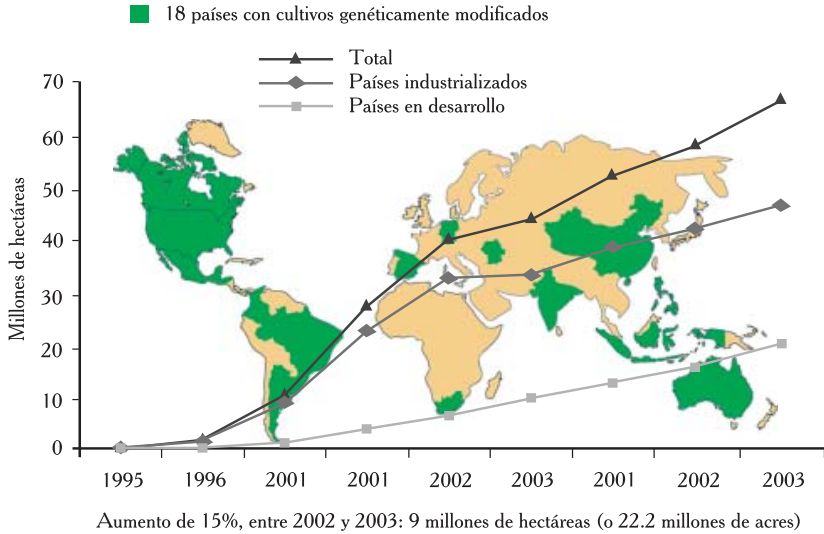 18 países con cultivos genéticamente modificados
Total
Países industrializados
Países en desarrollo
Millones de hectáreas
70
60
50
40
30
20
10
0
1995 1996 2001 2001 2002 2003 2001 2002 2003
Aumento de 15%, entre 2002 y 2003: 9 millones de hectáreas (o 22.2 millones de acres)